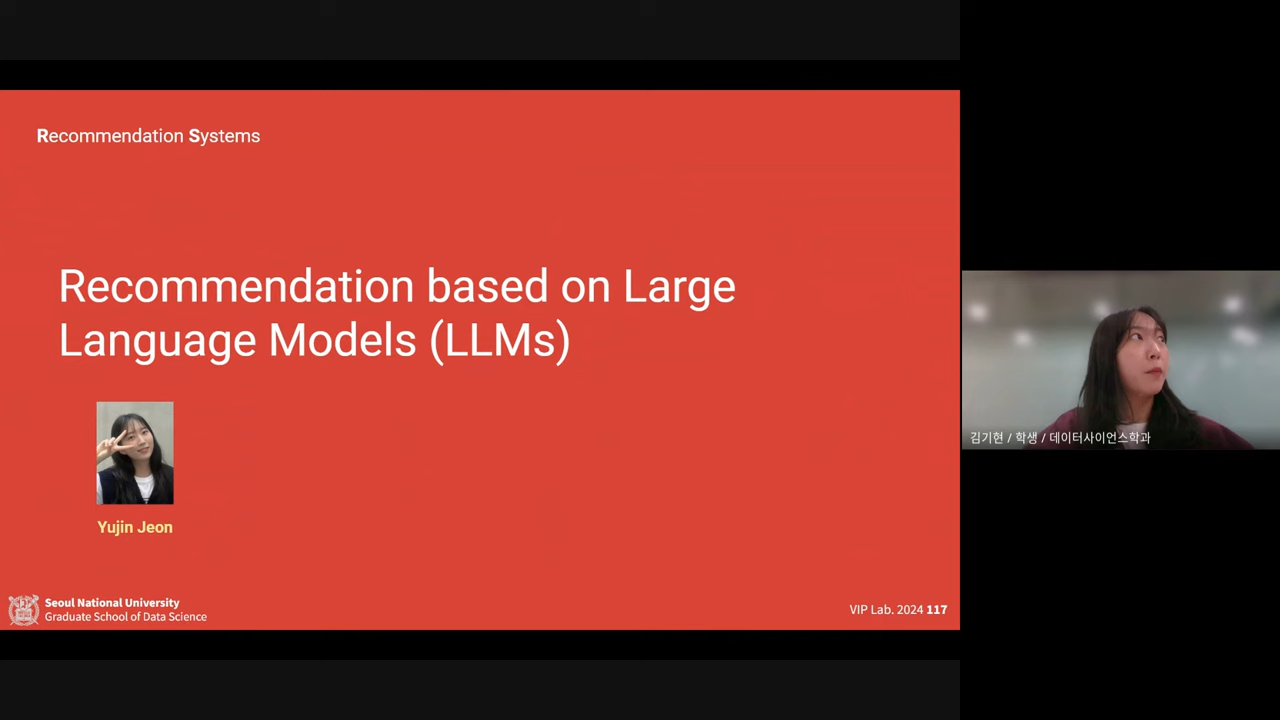 Recommendation Systems
Recommendation based on Large
Language Models (LLMs)
Yujin Jeon
Seoul National University
Graduate School of Data Science
VIP Lab. 2024 117
김기현 / 학생 / 데이터사이언스학과